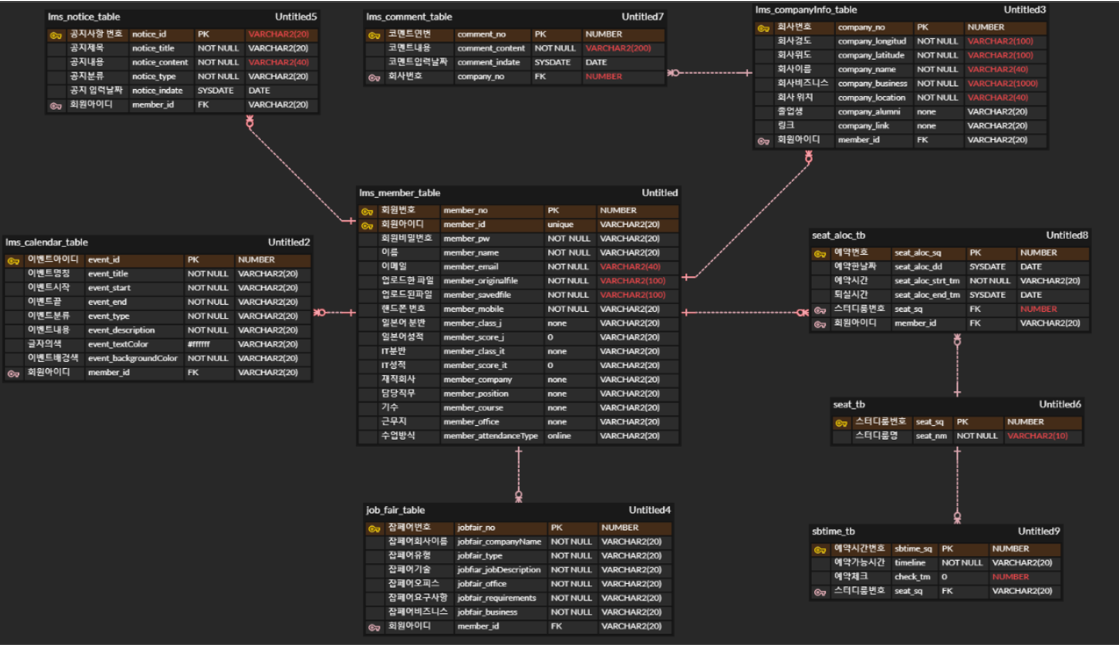 lms_notice_table Untitled5
공지사항 번호 notice_id PK VARCHAR2(20)
공지제목 notice_title NOT NULL VARCHAR2(20)
공지내용 notice_content NOT NULL VARCHAR2(40)
공지분류 notice_type NOT NULL VARCHAR2(20)
공지 입력날짜 notice_indate SYSDATE DATE
회원아이디 member_id FK VARCHAR2(20)
lms_comment_table Untitled7
코멘트연번 comment_no PK NUMBER
코멘트내용 comment_content NOT NULL VARCHAR2(200)
코멘트입력날짜 comment_indate SYSDATE DATE
회사번호 company_no FK NUMBER
lms_companyInfo_table Untitled3
회사번호 company_no PK NUMBER
회사경도 company_longitud NOT NULL VARCHAR2(100)
회사위도 company_latitude NOT NULL VARCHAR2(100)
회사이름 company_name NOT NULL VARCHAR2(40)
회사비즈니스 company_business NOT NULL VARCHAR2(1000)
회사 위치 company_location NOT NULL VARCHAR2(40)
졸업생 company_alumni none VARCHAR2(20)
링크 company_link none VARCHAR2(20)
회원아이디 member_id FK VARCHAR2(20)
lms_member_table Untitled
회원번호 member_no PK NUMBER
회원아이디 member_id unique VARCHAR2(20)
회원비밀번호 member_pw NOT NULL VARCHAR2(20)
이름 member_name NOT NULL VARCHAR2(20)
이메일 member_email NOT NULL VARCHAR2(40)
업로드한 파일 member_originalfile NOT NULL VARCHAR2(100)
업로드된파일 member_savedfile NOT NULL VARCHAR2(100)
핸드폰 번호 member_mobile NOT NULL VARCHAR2(20)
일본어 분반 member_class_j none VARCHAR2(20)
일본어성적 member_score_j 0 VARCHAR2(20)
IT분반 member_class_it none VARCHAR2(20)
IT성적 member_score_it 0 VARCHAR2(20)
재직회사 member_company none VARCHAR2(20)
담당직무 member_position none VARCHAR2(20)
기수 member_course none VARCHAR2(20)
근무지 member_office none VARCHAR2(20)
수업방식 member_attendanceType online VARCHAR2(20)
lms_calendar_table Untitled2
이벤트아이디 event_id PK NUMBER
이벤트명칭 event_title NOT NULL VARCHAR2(20)
이벤트시작 event_start NOT NULL VARCHAR2(20)
이벤트끝 event_end NOT NULL VARCHAR2(20)
이벤트분류 event_type NOT NULL VARCHAR2(20)
이벤트내용 event_description NOT NULL VARCHAR2(20)
글자의색 event_textColor #ffffff VARCHAR2(20)
이벤트배경색 event_backgroundColor NOT NULL VARCHAR2(20)
회원아이디 member_id FK VARCHAR2(20)
seat_aloc_tb Untitled8
예약번호 seat_aloc_sq PK NUMBER
예약한날짜 seat_aloc_dd SYSDATE DATE
예약시간 seat_aloc_strt_tm NOT NULL VARCHAR2(20)
퇴실시간 seat_aloc_end_tm SYSDATE DATE
스터디룸번호 seat_sq FK NUMBER
회원아이디 member_id FK VARCHAR2(20)
seat_tb Untitled6
스터디룸번호 seat_sq PK NUMBER
스터디룸명 seat_nm NOT NULL VARCHAR2(10)
job_fair_table Untitled4
잡페어번호 jobfair_no PK NUMBER
잡페어회사이름 jobfair_companyName NOT NULL VARCHAR2(20)
잡페어유형 jobfair_type NOT NULL VARCHAR2(20)
잡페어기술 jobfiar_jobDescription NOT NULL VARCHAR2(20)
잡페어오피스 jobfair_office NOT NULL VARCHAR2(20)
잡페어요구사항 jobfair_requirements NOT NULL VARCHAR2(20)
잡페어비즈니스 jobfair_business NOT NULL VARCHAR2(20)
회원아이디 member_id FK VARCHAR2(20)
sbtime_tb Untitled9
예약시간번호 sbtime_sq PK NUMBER
예약가능시간 timeline NOT NULL VARCHAR2(20)
예약체크 check_tm 0 NUMBER
스터디룸번호 seat_sq FK VARCHAR2(20)